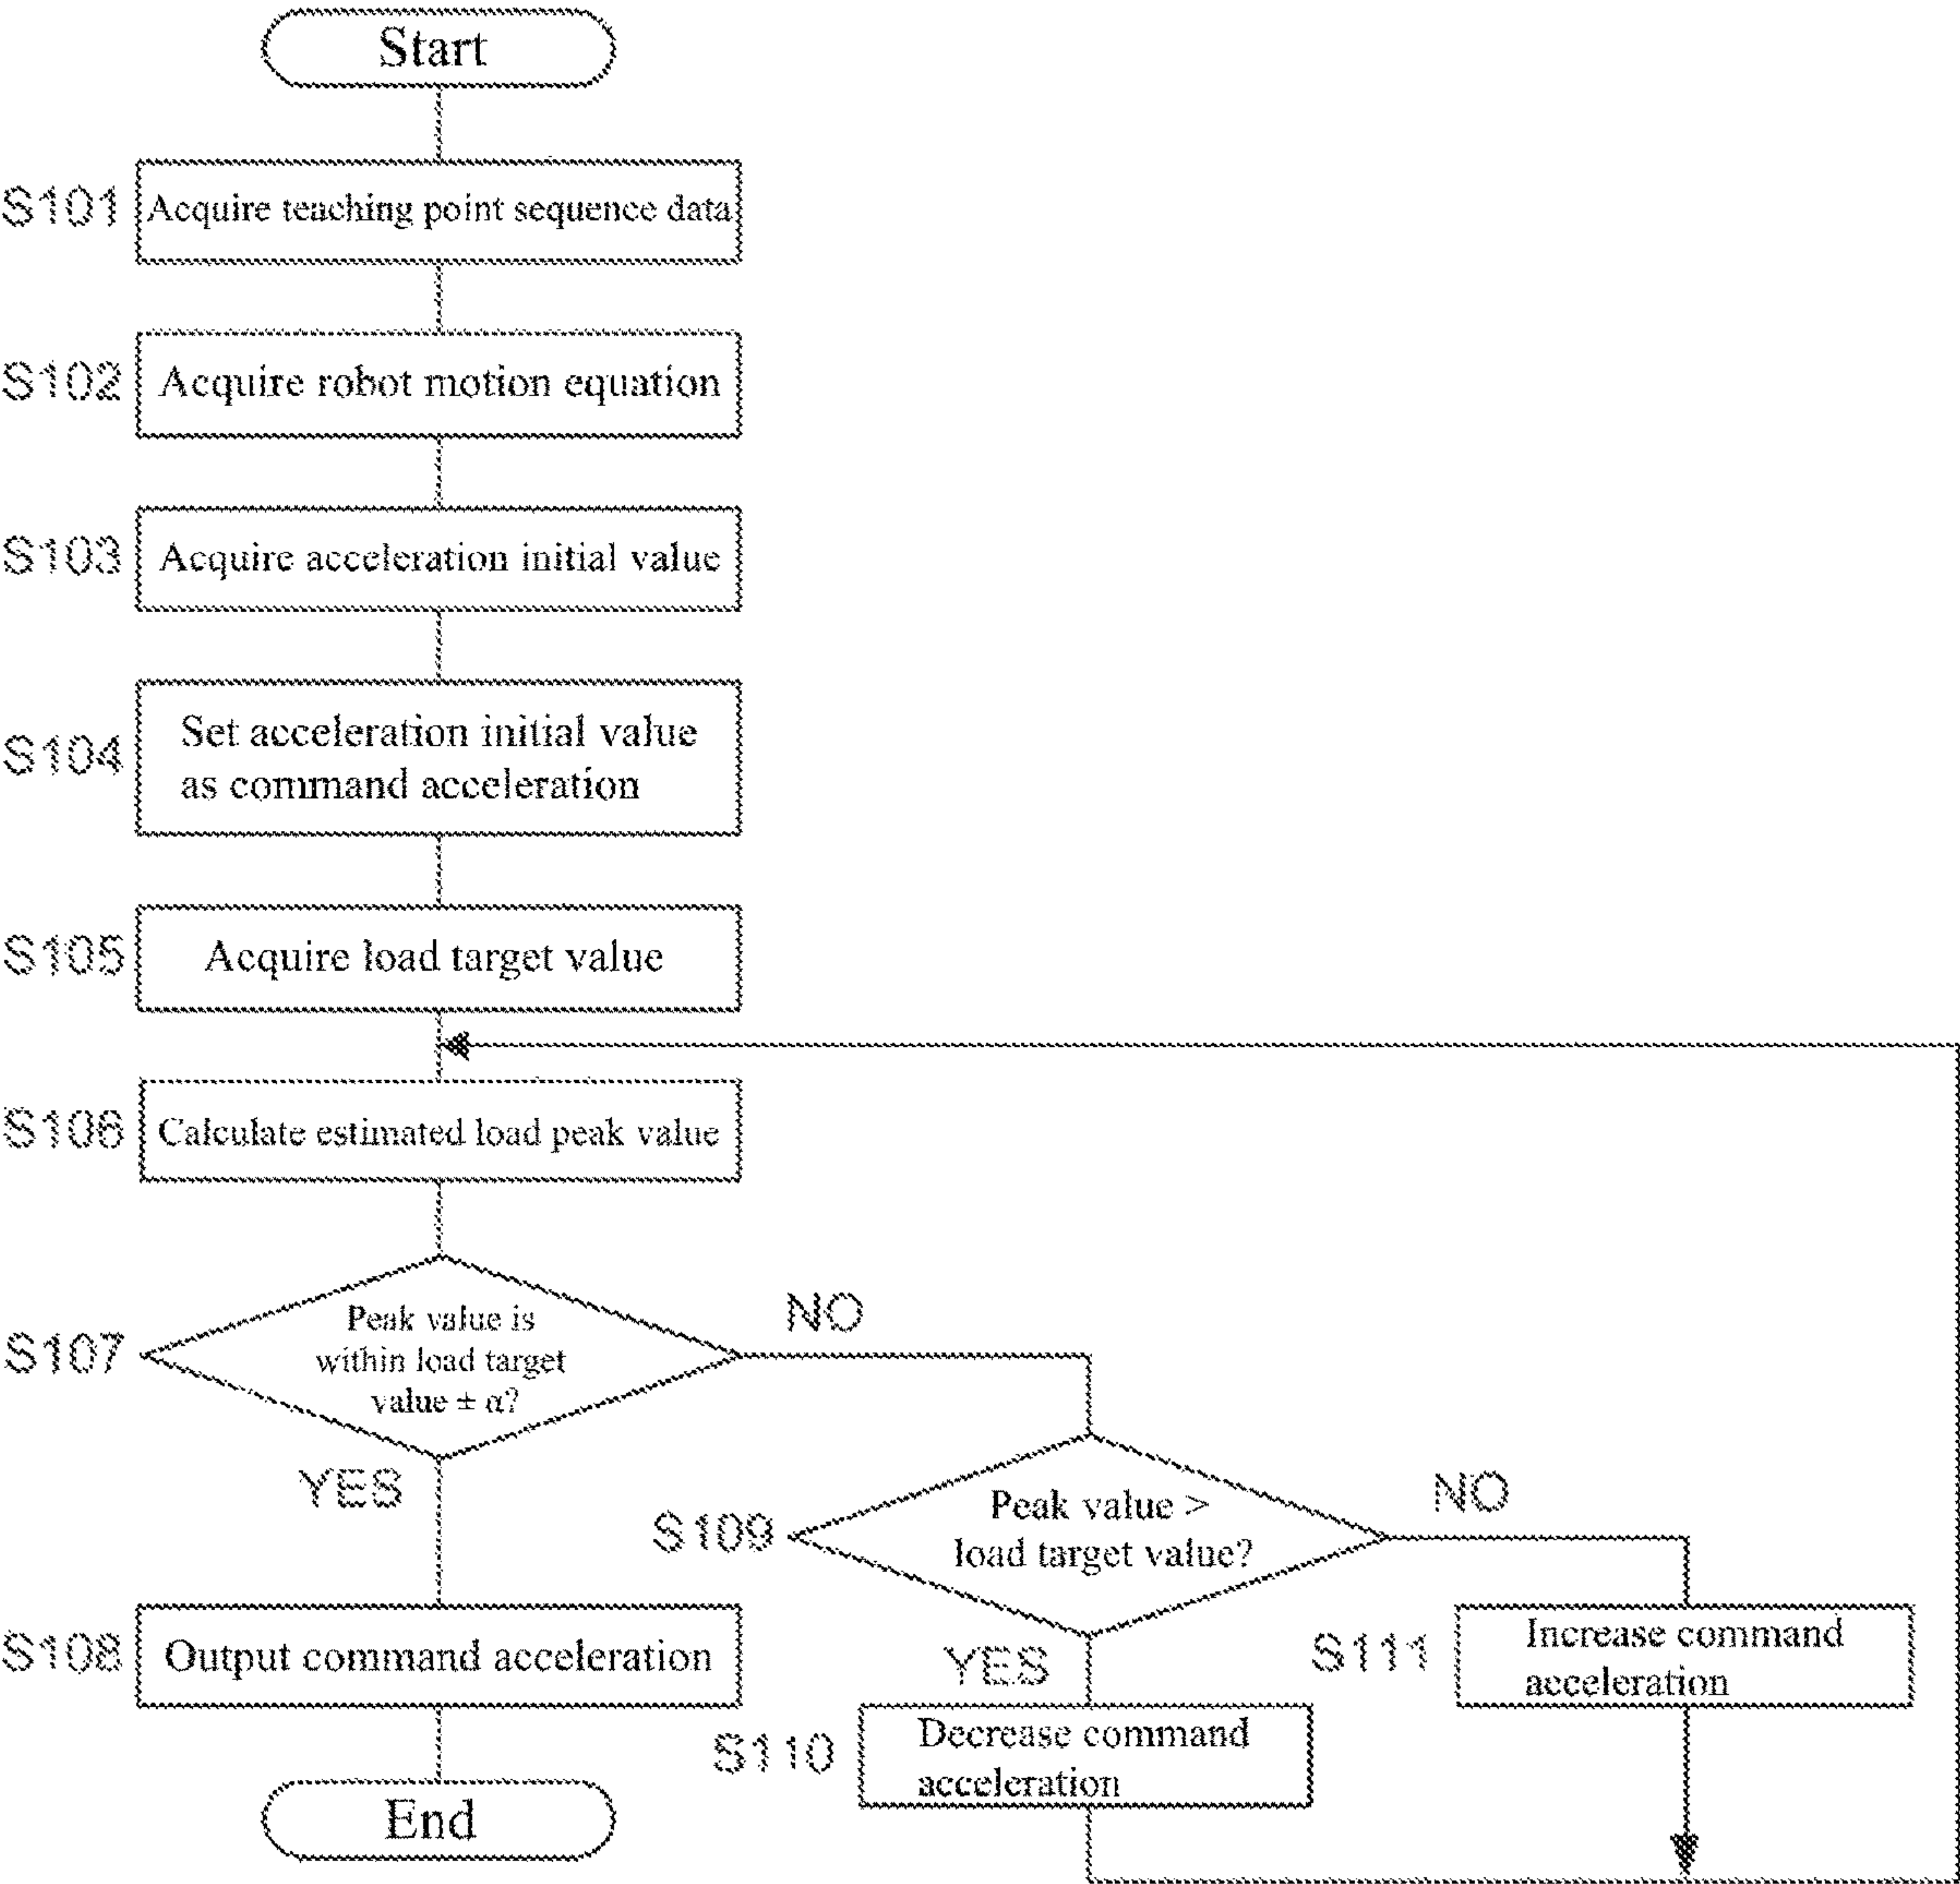 Start
S101
Acquire teaching point sequence data
S102
Acquire robot motion equation
S103
Acquire acceleration initial value
S104
Set acceleration initial value
as command acceleration
S105
Acquire load target value
S106
Calculate estimated load peak value
S107
Peak value is
within load target
value ± α?
NO
YES
S108
Output command acceleration
End
S109
Peak value >
load target value?
NO
YES
S110
Decrease command
acceleration
S111
Increase command
acceleration